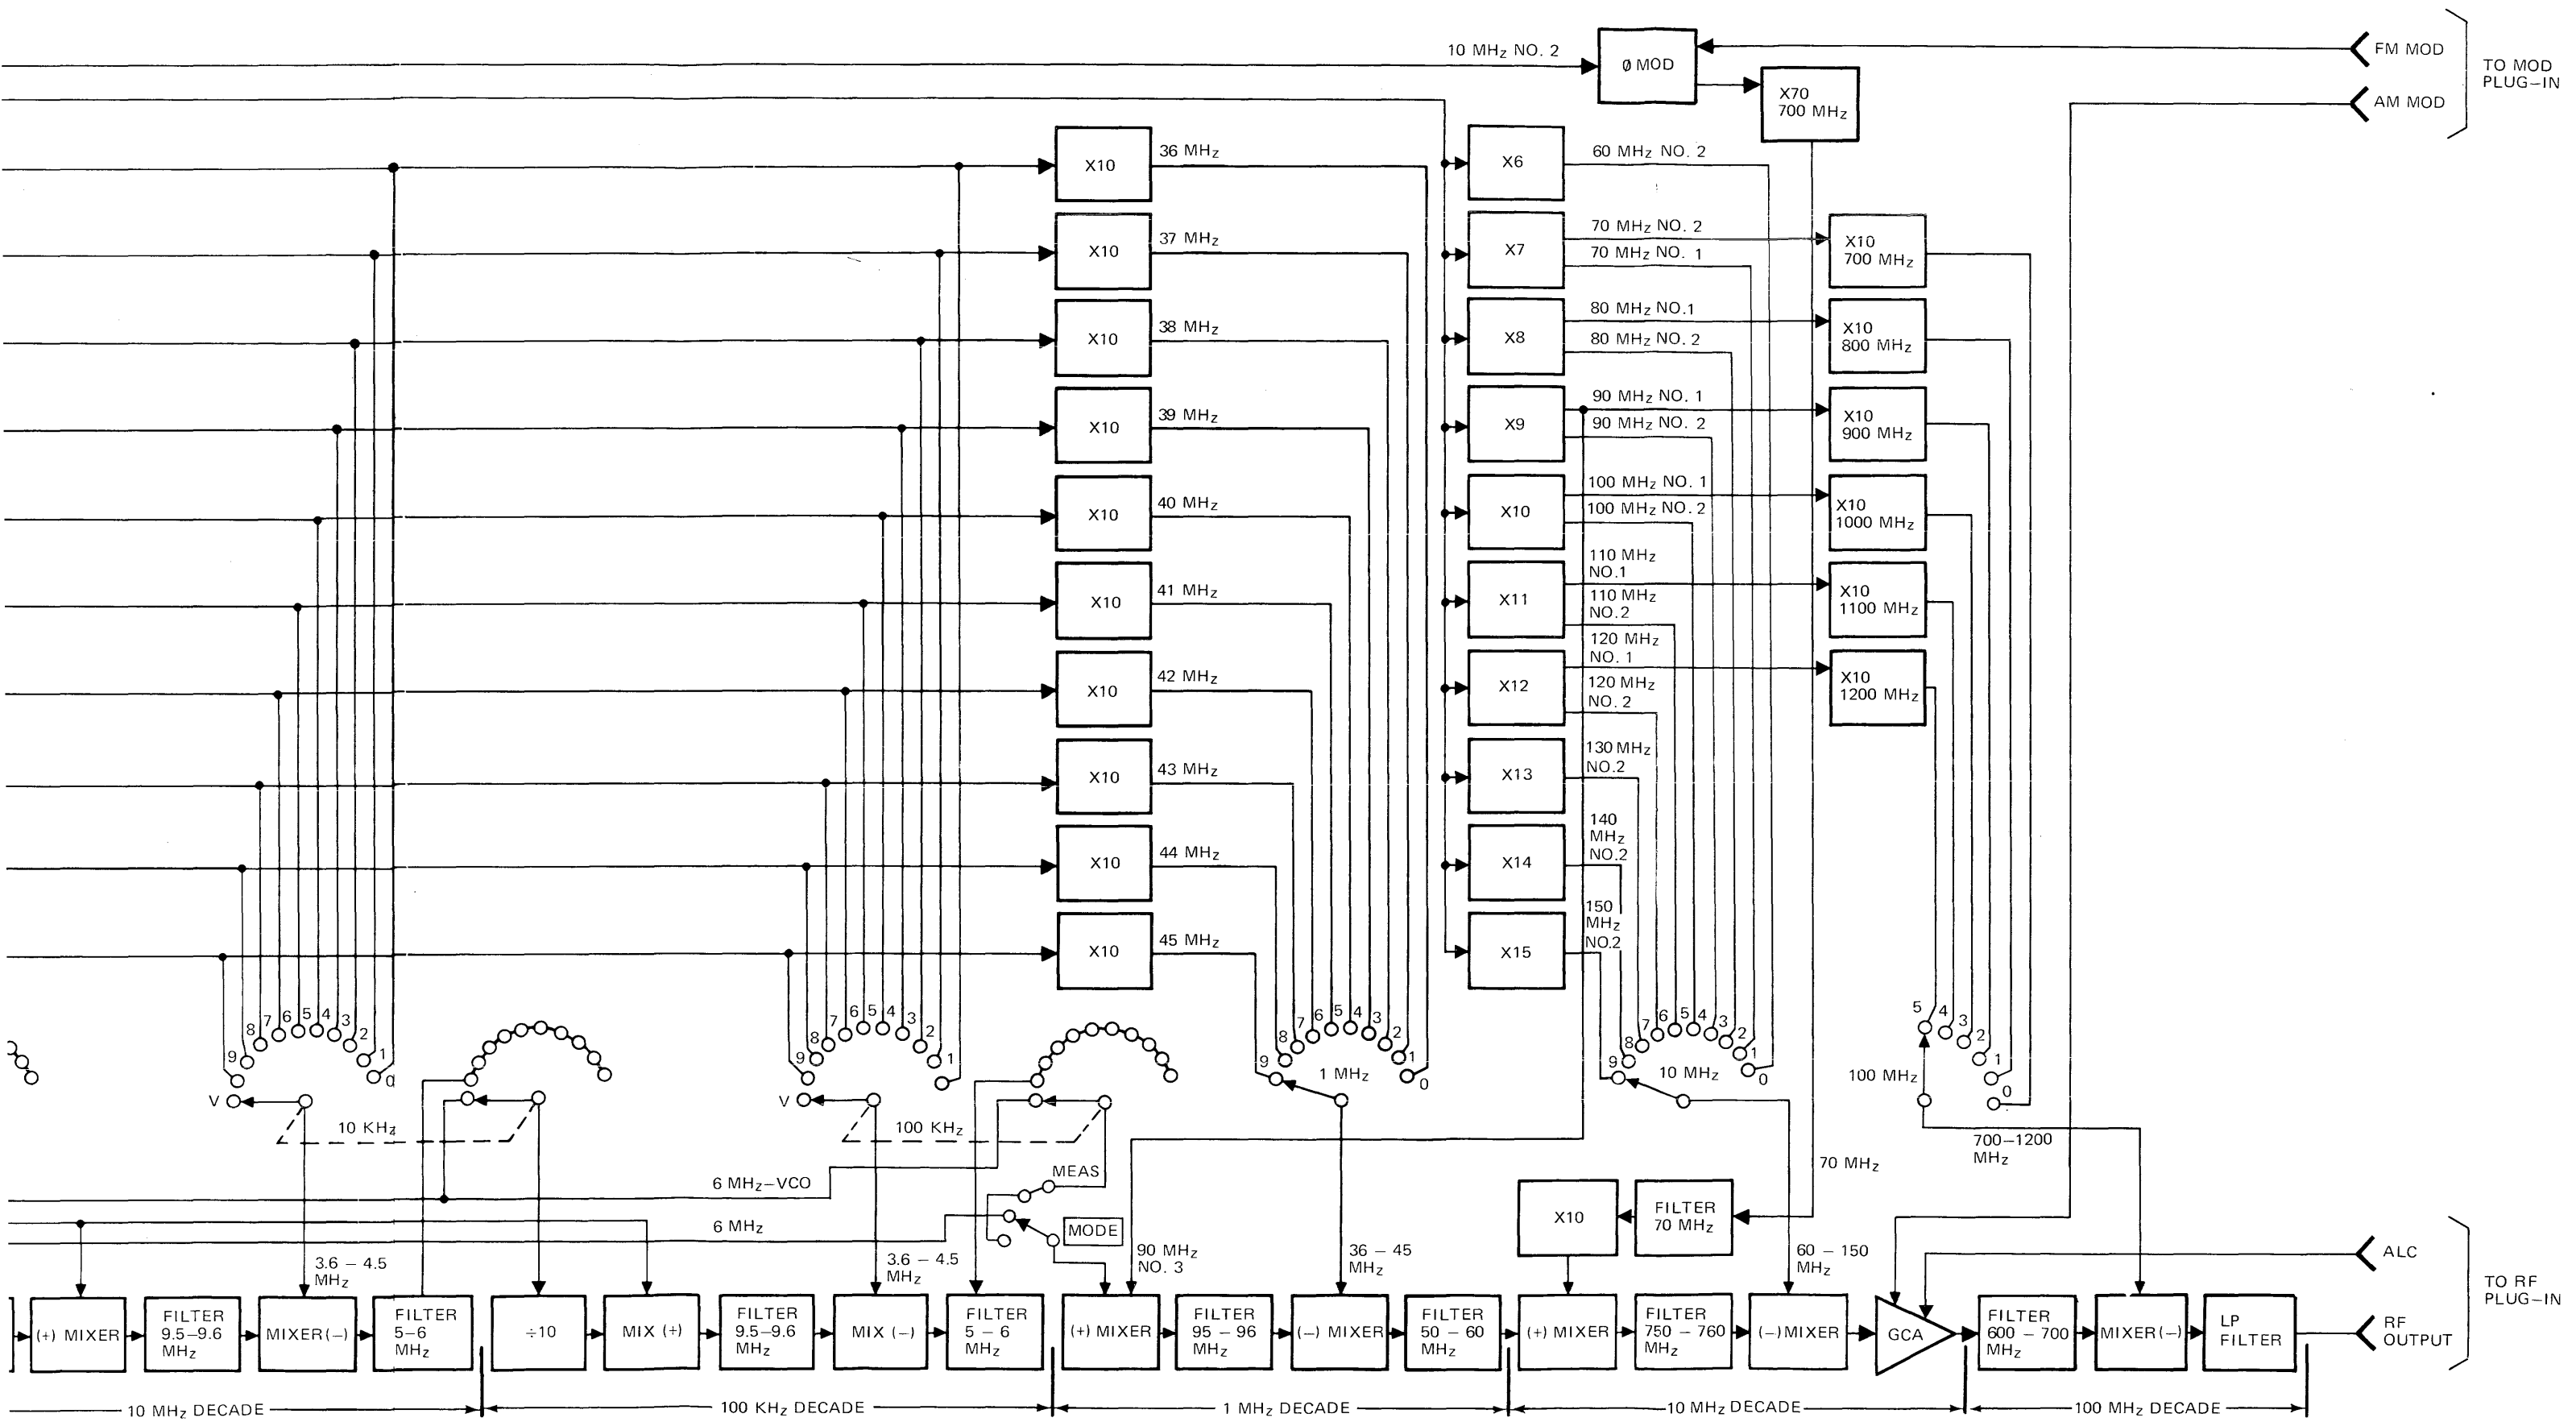 10 MHz NO. 2
Ø MOD
FM MOD
AM MOD
TO MOD
PLUG-IN
X70
700 MHz
X10
36 MHz
X10
37 MHz
X10
38 MHz
X10
39 MHz
X10
40 MHz
X10
41 MHz
X10
42 MHz
X10
43 MHz
X10
44 MHz
X10
45 MHz
X6
60 MHz NO. 2
X7
70 MHz NO. 2
70 MHz NO. 1
X8
80 MHz NO.1
80 MHz NO. 2
X9
90 MHz NO. 1
90 MHz NO. 2
X10
100 MHz NO. 1
100 MHz NO. 2
X11
110 MHz
NO.1
110 MHz
NO.2
X12
120 MHz
NO. 1
120 MHz
NO. 2
X13
130 MHz
NO.2
X14
140
MHz
NO.2
X15
150
MHz
NO.2
X10
700 MHz
X10
800 MHz
X10
900 MHz
X10
1000 MHz
X10
1100 MHz
X10
1200 MHz
9 8 7 6 5 4 3 2 1 0
V
10 KHz
9 8 7 6 5 4 3 2 1
V
100 KHz
9 8 7 6 5 4 3 2 1 0
1 MHz
9 8 7 6 5 4 3 2 1 0
10 MHz
5 4 3 2 1 0
100 MHz
700-1200
MHz
70 MHz
6 MHz-VCO
6 MHz
MEAS
MODE
3.6 - 4.5
MHz
3.6 - 4.5
MHz
90 MHz
NO. 3
36 - 45
MHz
X10
FILTER
70 MHz
60 - 150
MHz
ALC
RF
OUTPUT
TO RF
PLUG-IN
(+) MIXER
FILTER
9.5-9.6
MHz
MIXER(-)
FILTER
5-6
MHz
÷10
MIX (+)
FILTER
9.5-9.6
MHz
MIX (-)
FILTER
5 - 6
MHz
(+) MIXER
FILTER
95 - 96
MHz
(-) MIXER
FILTER
50 - 60
MHz
(+) MIXER
FILTER
750 - 760
MHz
(-) MIXER
GCA
FILTER
600 - 700
MHz
MIXER(-)
LP
FILTER
10 MHz DECADE
100 KHz DECADE
1 MHz DECADE
10 MHz DECADE
100 MHz DECADE